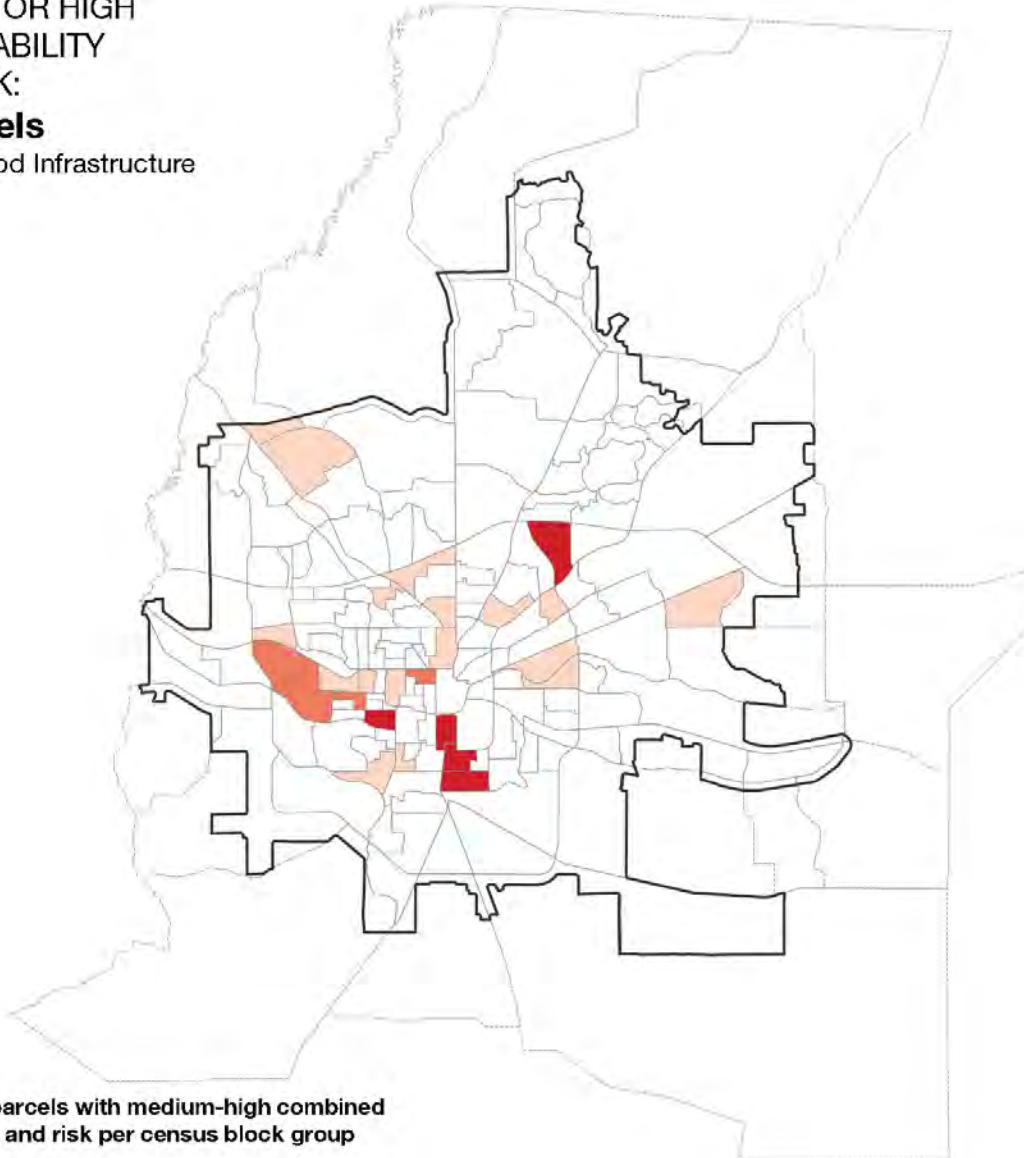 OR HIGH
ABILITY
K:
els
od Infrastructure
parcels with medium-high combined
and risk per census block group